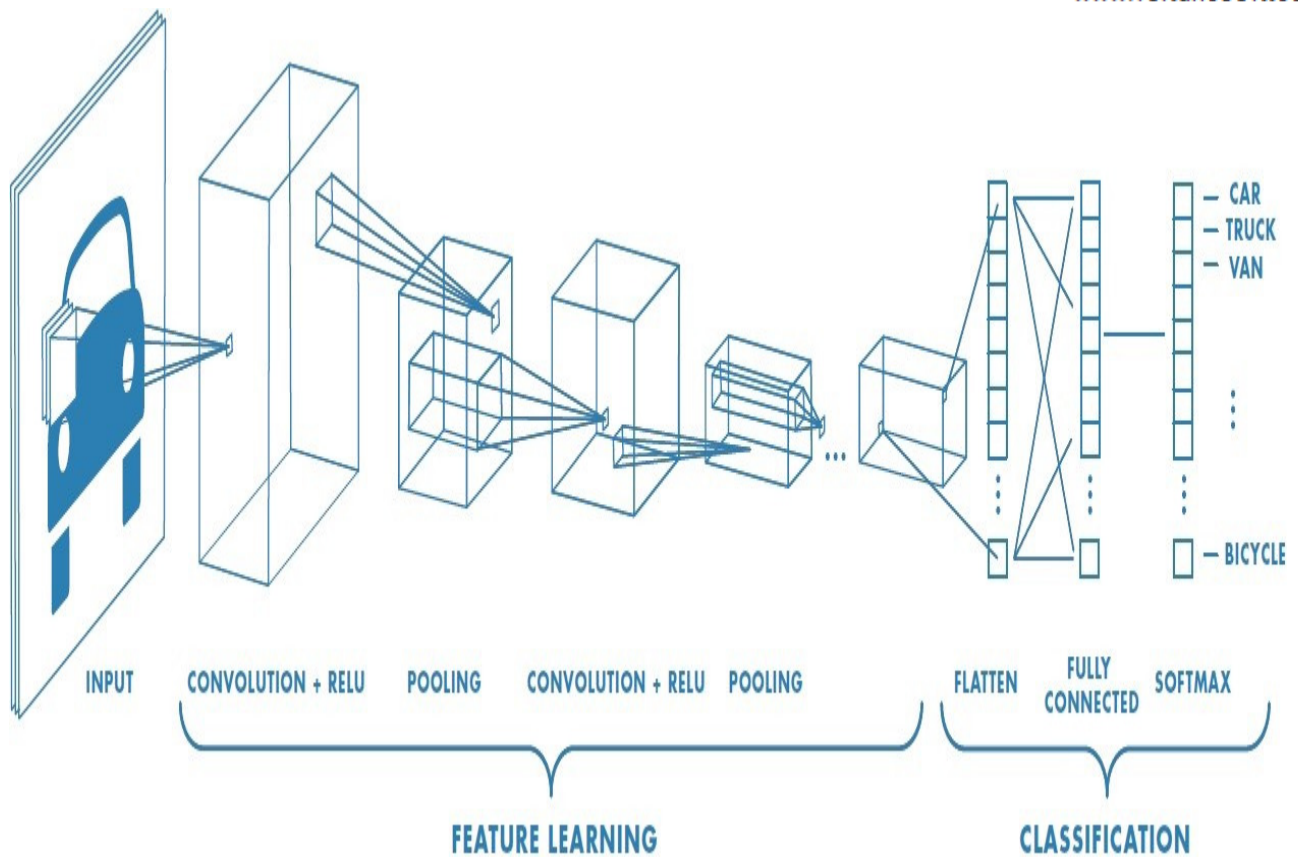 INPUT
CONVOLUTION + RELU
POOLING
CONVOLUTION + RELU
POOLING
FLATTEN
FULLY
CONNECTED
SOFTMAX
CAR
TRUCK
VAN
BICYCLE
FEATURE LEARNING
CLASSIFICATION